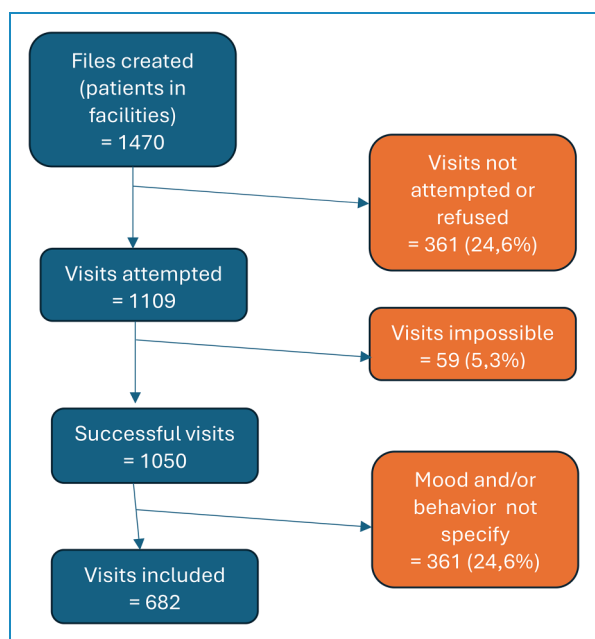 Files created
(patients in
facilities)
= 1470
Visits not
attempted or
refused
= 361 (24,6%)
Visits attempted
= 1109
Visits impossible
= 59 (5,3%)
Successful visits
= 1050
Mood and/or
behavior not
specify
= 361 (24,6%)
Visits included
= 682